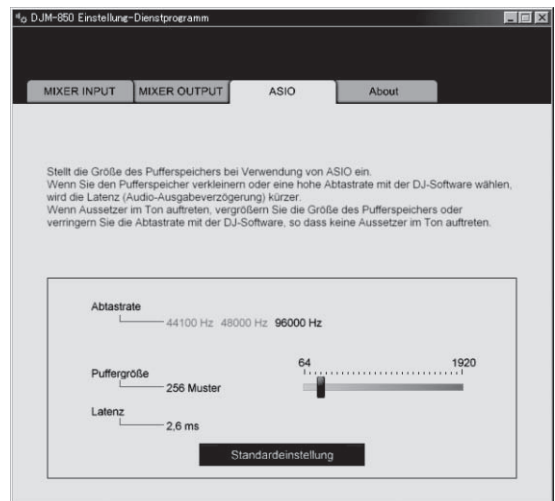 DJM-850 Einstellungs-Dienstprogramm
MIXER INPUT MIXER OUTPUT ASIO About
Stellt die Größe des Pufferspeichers bei Verwendung von ASIO ein.
Wenn Sie den Pufferspeicher verkleinern oder eine hohe Abtastrate mit der DJ-Software wählen,
wird die Latenz (Audio-Ausgabeverzögerung) kürzer.
Wenn Aussetzer im Ton auftreten, vergrößern Sie die Größe des Pufferspeichers oder
verringern Sie die Abtastrate mit der DJ-Software, so dass keine Aussetzer im Ton auftreten.
Abtastrate
44100 Hz 48000 Hz 96000 Hz
64 1920
Puffergröße
256 Muster
Latenz
2,6 ms
Standardeinstellung